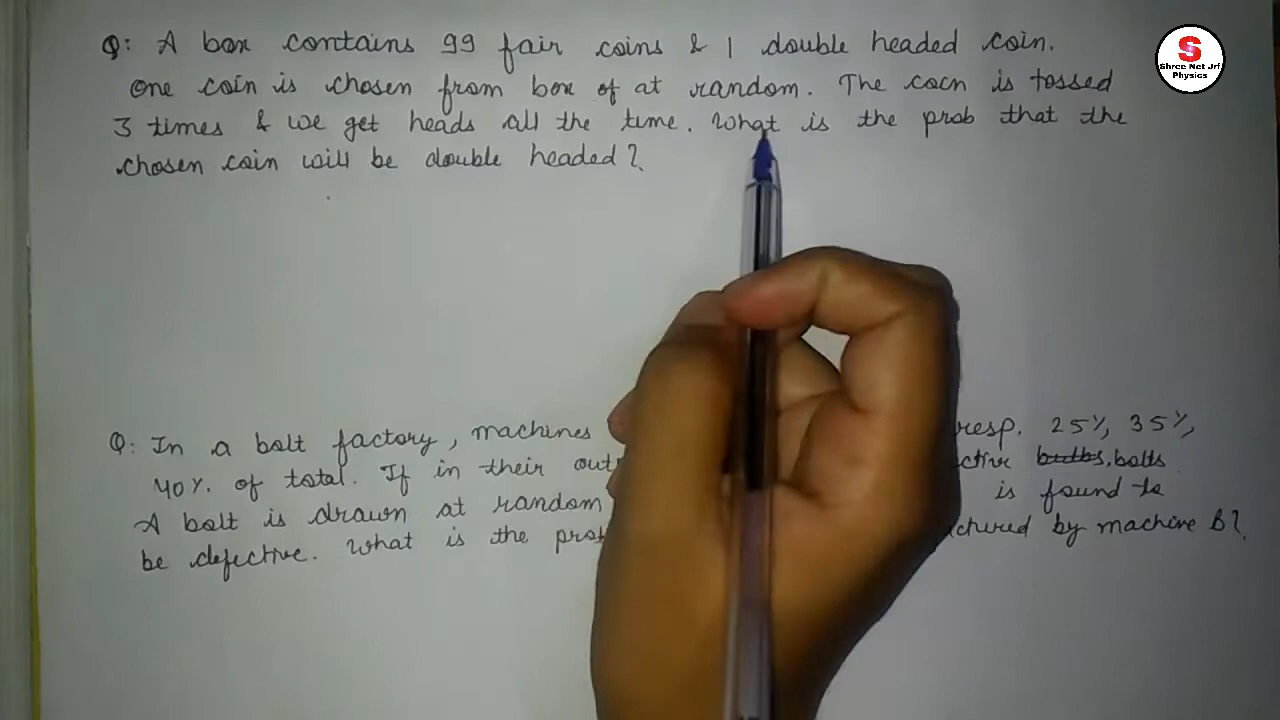 Q: A box contains 99 fair coins & 1 double headed coin.
One coin is chosen from box of at random. The coin is tossed
3 times & we get heads all the time. What is the prob that the
chosen coin will be double headed?
Q: In a bolt factory, machines resp. 25%, 35%,
40%. of total. If in their bulbs, bolts.
A bolt is drawn at random is found to
be defective. What is the by machine B?
S
Shree Net Jrf
Physics